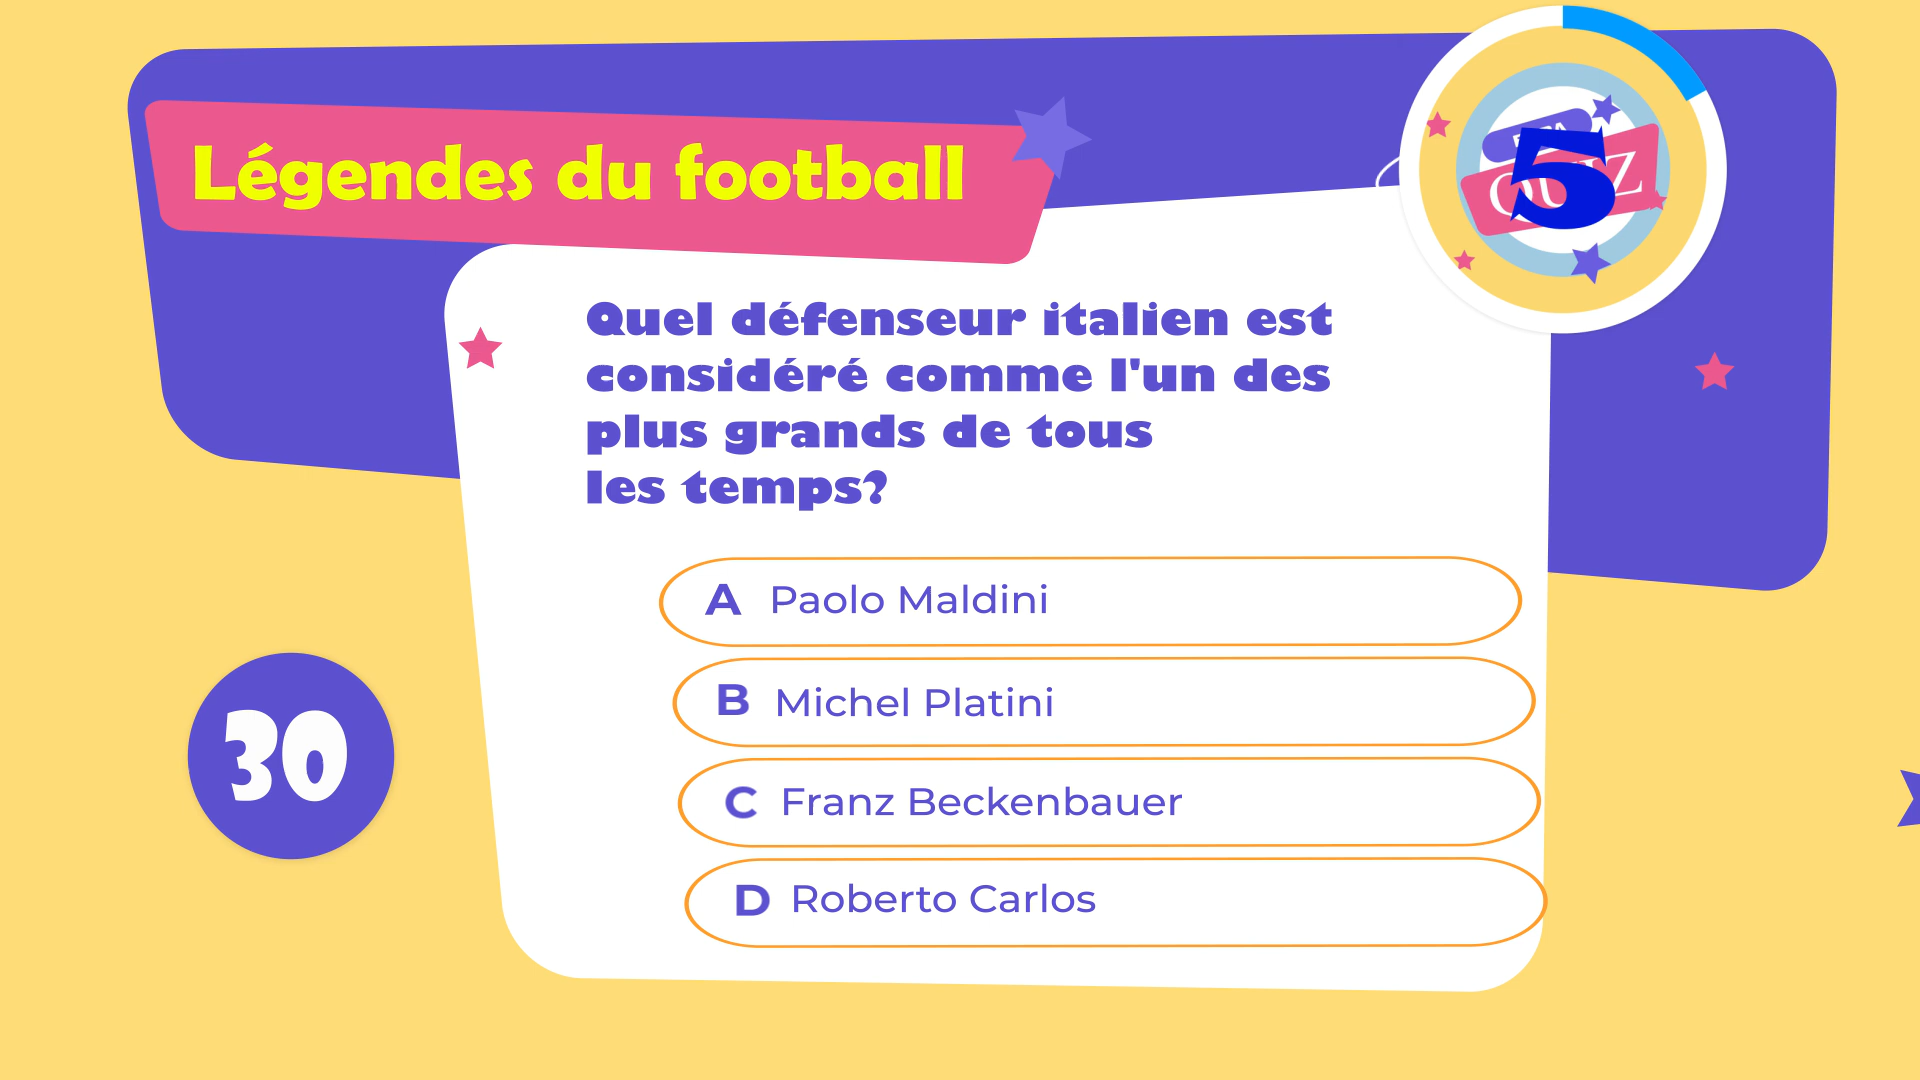 Légendes du football
5
QUIZ
Quel défenseur italien est
considéré comme l'un des
plus grands de tous
les temps?
A Paolo Maldini
B Michel Platini
C Franz Beckenbauer
D Roberto Carlos
30